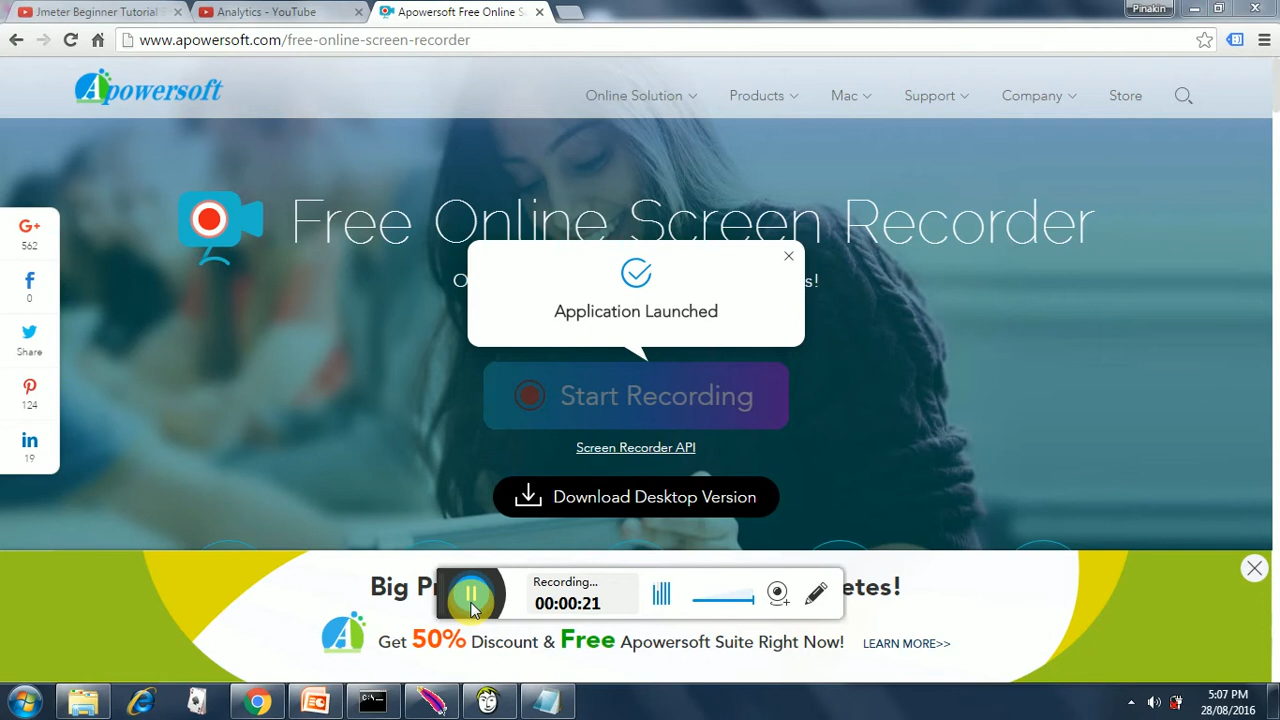 Jmeter Beginner Tutorial
Analytics - YouTube
Apowersoft Free Online S
Pinakin
www.apowersoft.com/free-online-screen-recorder
Apowersoft
Online Solution
Products
Mac
Support
Company
Store
Free Online Screen Recorder
O
s!
Application Launched
Start Recording
Screen Recorder API
Download Desktop Version
G+
562
f
0
Share
124
in
19
Big Pr
etes!
Recording...
00:00:21
Get 50% Discount & Free Apowersoft Suite Right Now!
LEARN MORE>>
5:07 PM
28/08/2016